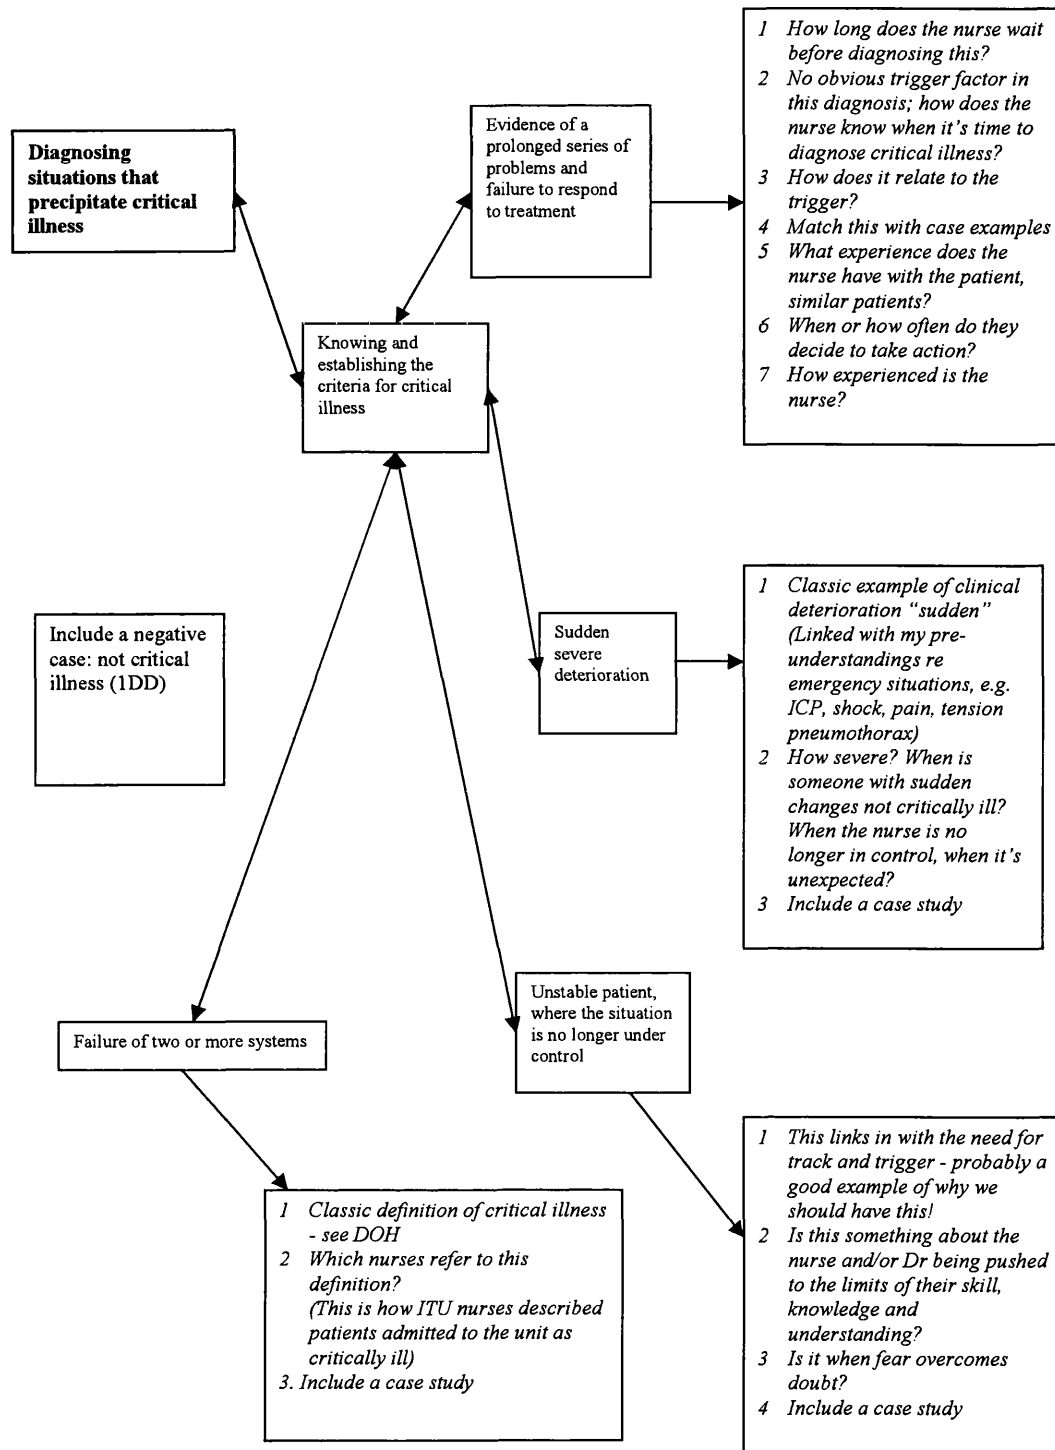 Diagnosing
situations that
precipitate critical
illness
Evidence of a
prolonged series of
problems and
failure to respond
to treatment
1 How long does the nurse wait
before diagnosing this?
2 No obvious trigger factor in
this diagnosis; how does the
nurse know when it's time to
diagnose critical illness?
3 How does it relate to the
trigger?
4 Match this with case examples
5 What experience does the
nurse have with the patient,
similar patients?
6 When or how often do they
decide to take action?
7 How experienced is the
nurse?
Knowing and
establishing the
criteria for critical
illness
Include a negative
case: not critical
illness (1DD)
Sudden
severe
deterioration
1 Classic example of clinical
deterioration "sudden"
(Linked with my pre-
understandings re
emergency situations, e.g.
ICP, shock, pain, tension
pneumothorax)
2 How severe? When is
someone with sudden
changes not critically ill?
When the nurse is no
longer in control, when it's
unexpected?
3 Include a case study
Failure of two or more systems
Unstable patient,
where the situation
is no longer under
control
1 Classic definition of critical illness
- see DOH
2 Which nurses refer to this
definition?
(This is how ITU nurses described
patients admitted to the unit as
critically ill)
3. Include a case study
1 This links in with the need for
track and trigger - probably a
good example of why we
should have this!
2 Is this something about the
nurse and/or Dr being pushed
to the limits of their skill,
knowledge and
understanding?
3 Is it when fear overcomes
doubt?
4 Include a case study